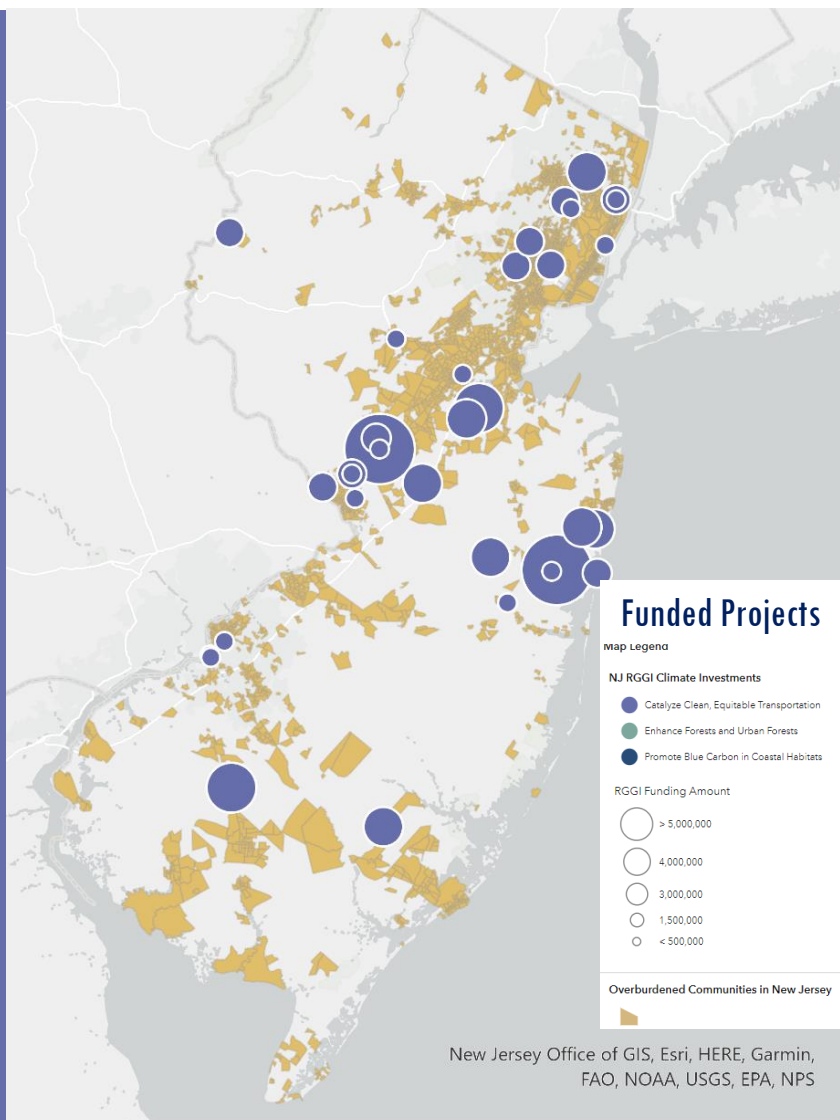 Funded Projects
Map Legend
NJ RGGI Climate Investments
Catalyze Clean, Equitable Transportation
Enhance Forests and Urban Forests
Promote Blue Carbon in Coastal Habitats
RGGI Funding Amount
> 5,000,000
4,000,000
3,000,000
1,500,000
< 500,000
Overburdened Communities in New Jersey
New Jersey Office of GIS, Esri, HERE, Garmin,
FAO, NOAA, USGS, EPA, NPS